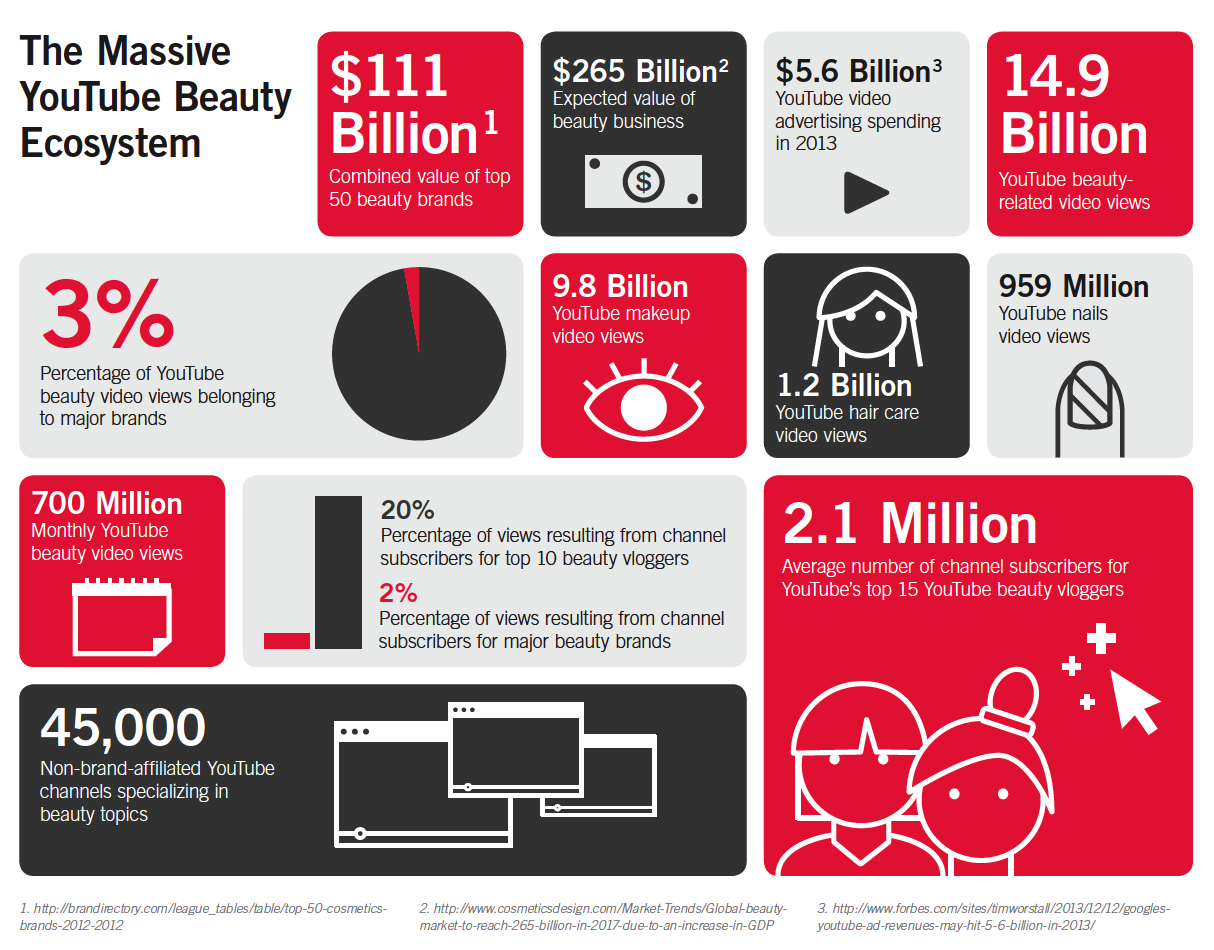 The Massive
YouTube Beauty
Ecosystem
$111
Billion¹
Combined value of top
50 beauty brands
$265 Billion²
Expected value of
beauty business
$
$5.6 Billion³
YouTube video
advertising spending
in 2013
14.9
Billion
YouTube beauty-
related video views
3%
Percentage of YouTube
beauty video views belonging
to major brands
9.8 Billion
YouTube makeup
video views
1.2 Billion
YouTube hair care
video views
959 Million
YouTube nails
video views
700 Million
Monthly YouTube
beauty video views
20%
Percentage of views resulting from channel
subscribers for top 10 beauty vloggers
2%
Percentage of views resulting from channel
subscribers for major beauty brands
2.1 Million
Average number of channel subscribers for
YouTube's top 15 YouTube beauty vloggers
45,000
Non-brand-affiliated YouTube
channels specializing in
beauty topics
1. http://brandirectory.com/league_tables/table/top-50-cosmetics-
brands-2012-2012
2. http://www.cosmeticsdesign.com/Market-Trends/Global-beauty-
market-to-reach-265-billion-in-2017-due-to-an-increase-in-GDP
3. http://www.forbes.com/sites/timworstall/2013/12/12/googles-
youtube-ad-revenues-may-hit-5-6-billion-in-2013/